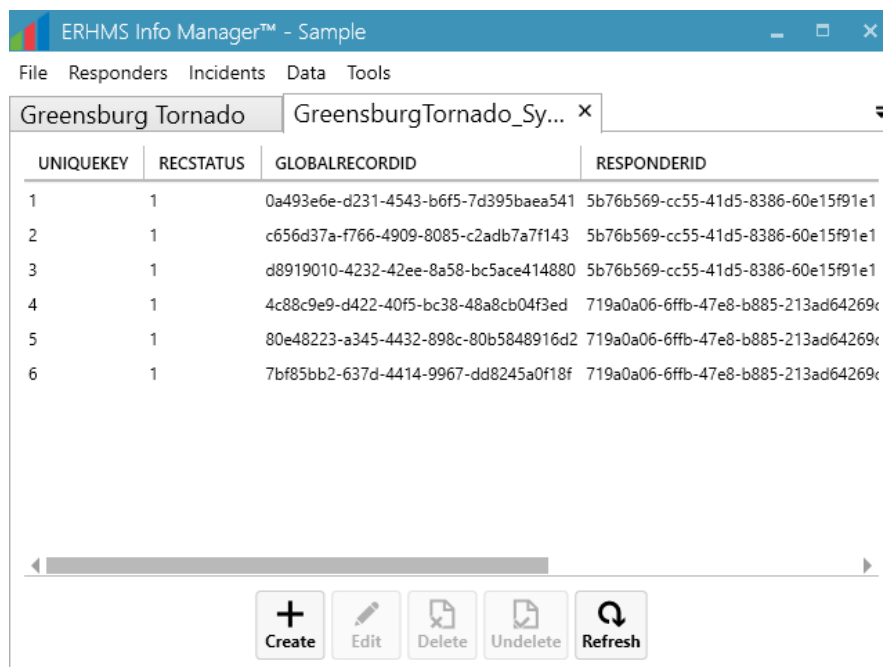 ERHMS Info Manager™ - Sample
File Responders Incidents Data Tools
Greensburg Tornado GreensburgTornado_Sy...
UNIQUEKEY RECSTATUS GLOBALRECORDID RESPONDERID
1 1 0a493e6e-d231-4543-b6f5-7d395baea541 5b76b569-cc55-41d5-8386-60e15f91e1
2 1 c656d37a-f766-4909-8085-c2adb7a7f143 5b76b569-cc55-41d5-8386-60e15f91e1
3 1 d8919010-4232-42ee-8a58-bc5ace414880 5b76b569-cc55-41d5-8386-60e15f91e1
4 1 4c88c9e9-d422-40f5-bc38-48a8cb04f3ed 719a0a06-6ffb-47e8-b885-213ad64269c
5 1 80e48223-a345-4432-898c-80b5848916d2 719a0a06-6ffb-47e8-b885-213ad64269c
6 1 7bf85bb2-637d-4414-9967-dd8245a0f18f 719a0a06-6ffb-47e8-b885-213ad64269c
Create Edit Delete Undelete Refresh